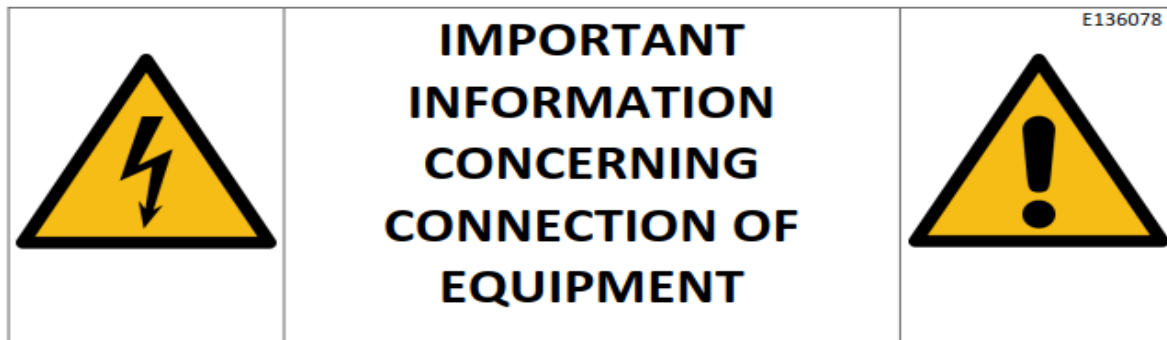 IMPORTANT
INFORMATION
CONCERNING
CONNECTION OF
EQUIPMENT
E136078